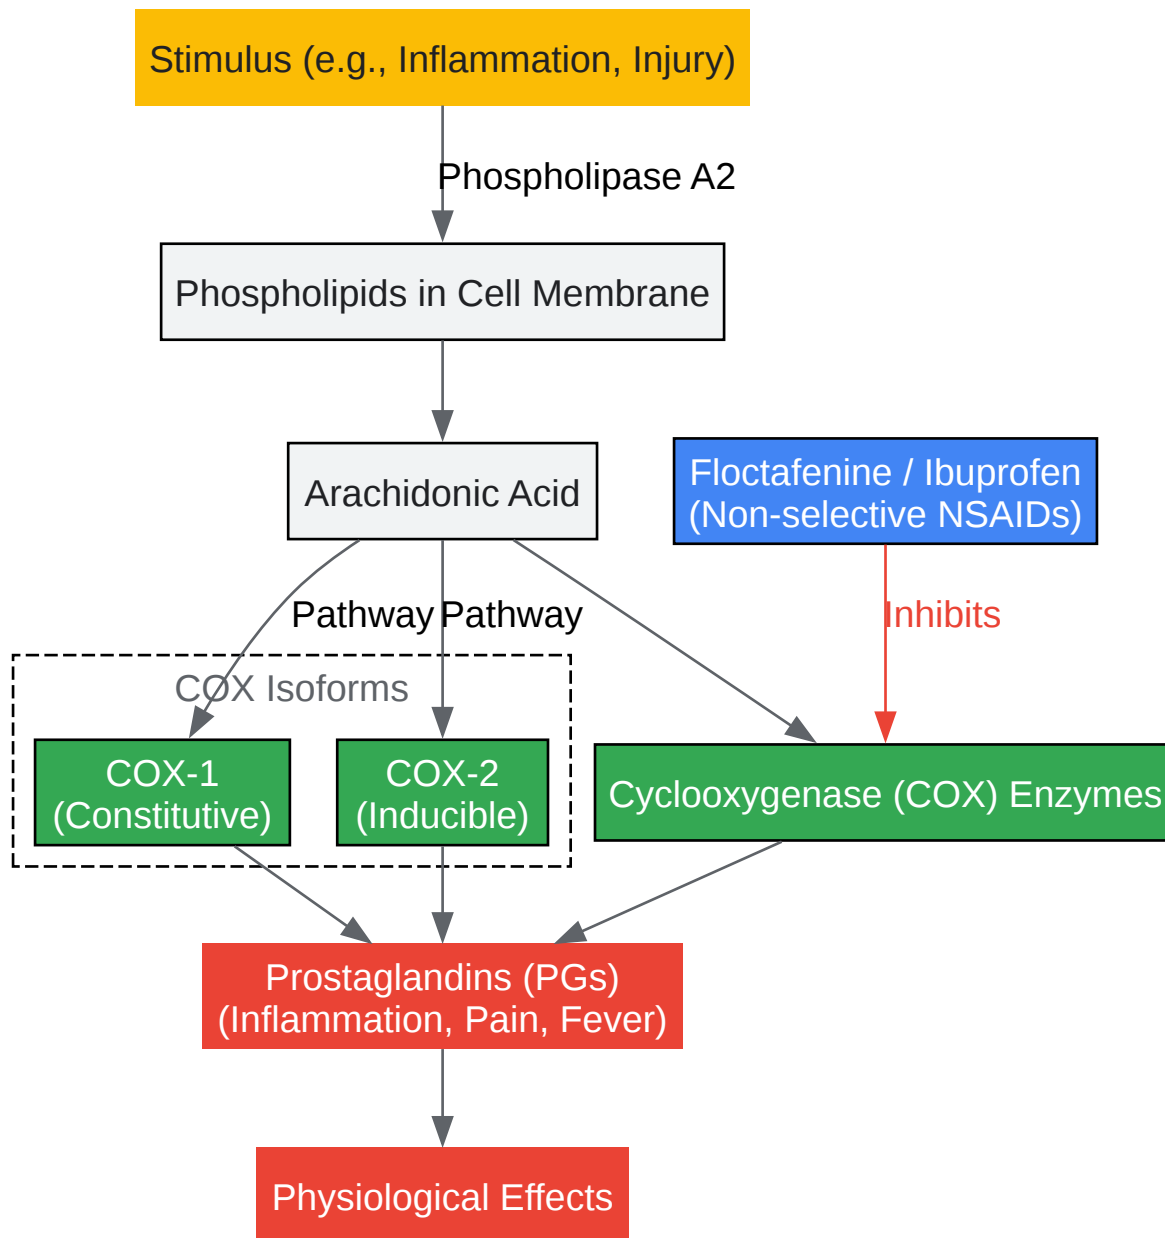 Stimulus (e.g., Inflammation, Injury)
Phospholipase A2
Phospholipids in Cell Membrane
Arachidonic Acid
Floctafenine / Ibuprofen
(Non-selective NSAIDs)
Pathway
Pathway
Inhibits
COX Isoforms
COX-1
(Constitutive)
COX-2
(Inducible)
Cyclooxygenase (COX) Enzymes
Prostaglandins (PGs)
(Inflammation, Pain, Fever)
Physiological Effects